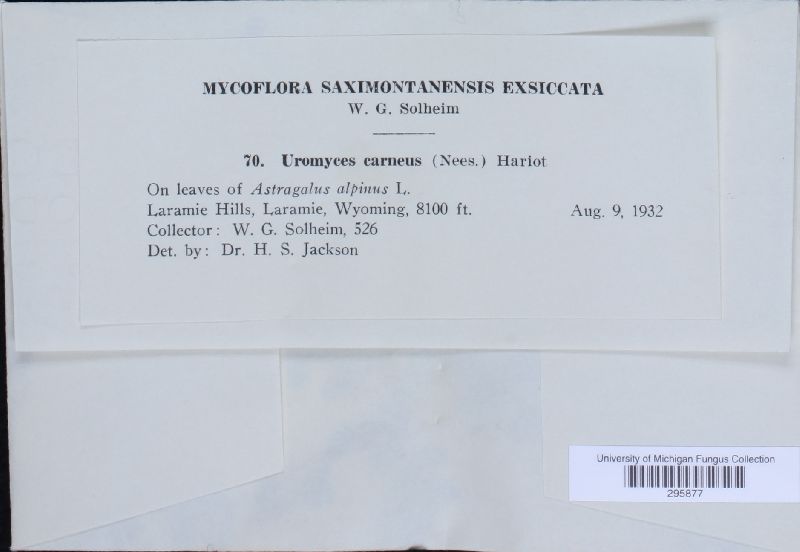 MYCOFLORA SAXIMONTANENSIS EXSICCATA
W. G. Solheim
70. Uromyces carneus (Nees.) Hariot
On leaves of Astragalus alpinus L.
Laramie Hills, Laramie, Wyoming, 8100 ft. Aug. 9, 1932
Collector: W. G. Solheim, 526
Det. by: Dr. H. S. Jackson
University of Michigan Fungus Collection
295877